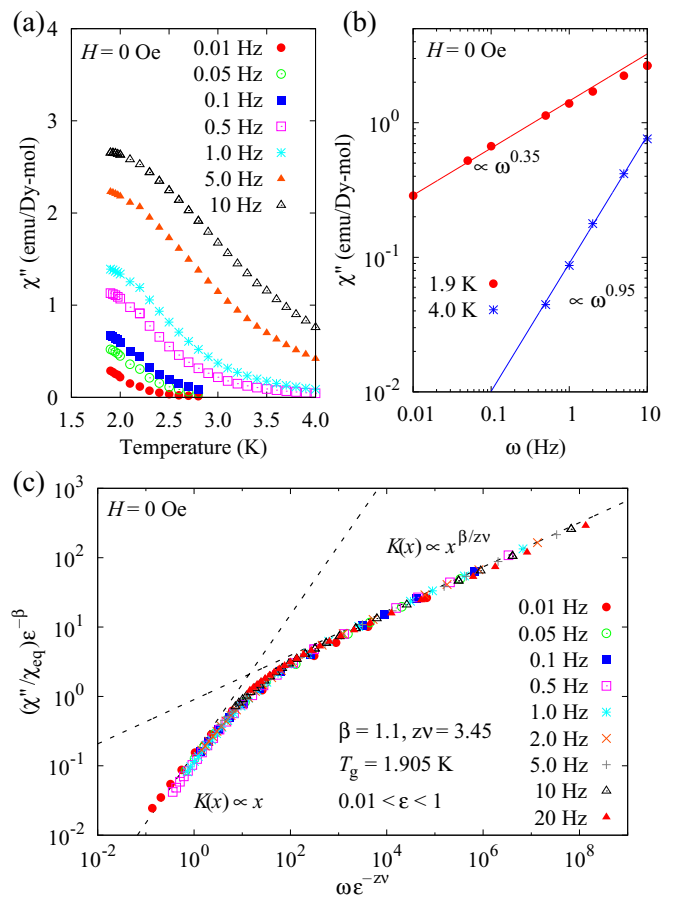 (a)
H = 0 Oe
0.01 Hz
0.05 Hz
0.1 Hz
0.5 Hz
1.0 Hz
5.0 Hz
10 Hz
4
3
2
1
0
χ" (emu/Dy-mol)
1.5 2.0 2.5 3.0 3.5 4.0
Temperature (K)
(b)
H = 0 Oe
10^1
10^0
10^-1
10^-2
χ" (emu/Dy-mol)
∝ ω^0.35
1.9 K
4.0 K
∝ ω^0.95
0.01 0.1 1 10
ω (Hz)
(c)
H = 0 Oe
10^3
10^2
10^1
10^0
10^-1
10^-2
(χ"/χ_eq)ε^-β
K(x) ∝ x^β/zν
0.01 Hz
0.05 Hz
0.1 Hz
0.5 Hz
1.0 Hz
2.0 Hz
5.0 Hz
10 Hz
20 Hz
β = 1.1, zν = 3.45
T_g = 1.905 K
0.01 < ε < 1
K(x) ∝ x
10^-2 10^0 10^2 10^4 10^6 10^8
ωε^-zν